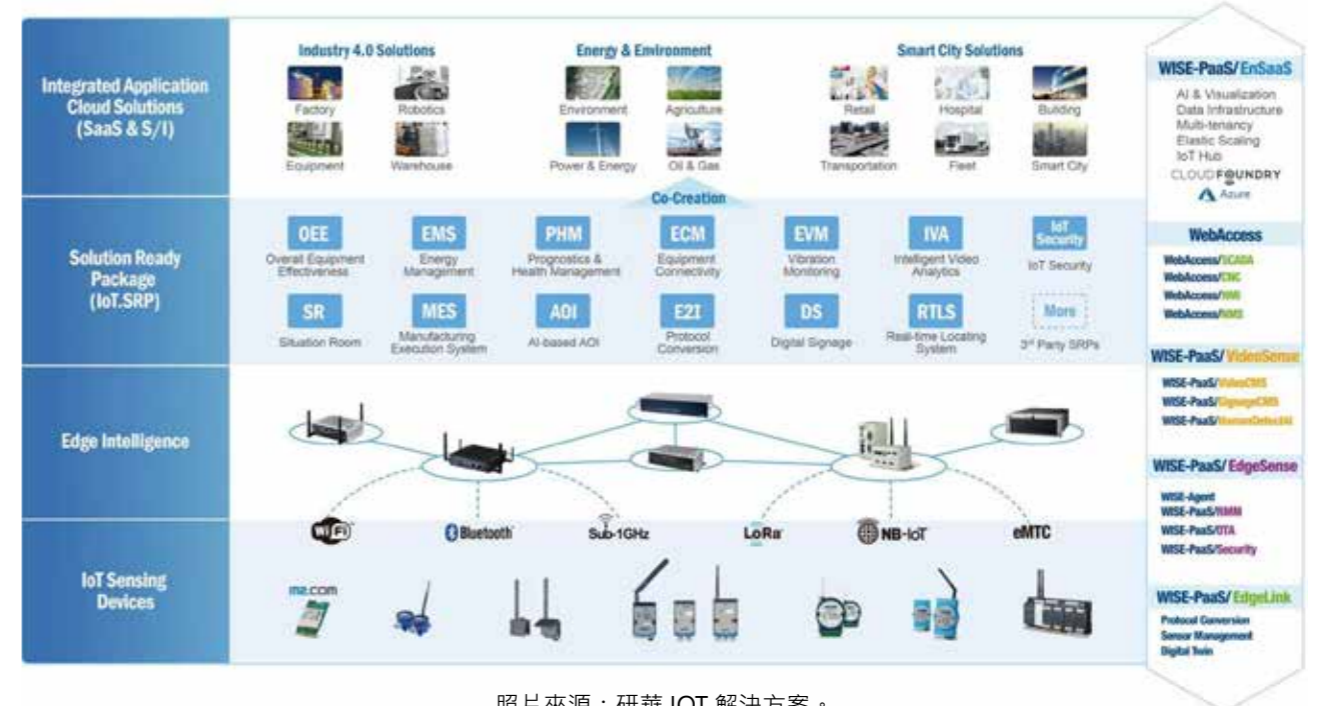 Integrated Application
Cloud Solutions
(SaaS & S/I)
Industry 4.0 Solutions
Factory
Robotics
Equipment
Warehouse
Energy & Environment
Environment
Agriculture
Power & Energy
Oil & Gas
Smart City Solutions
Retail
Hospital
Building
Transportation
Fleet
Smart City
Co-Creation
Solution Ready
Package
(IoT.SRP)
OEE
Overall Equipment
Effectiveness
EMS
Energy
Management
PHM
Prognostics &
Health Management
ECM
Equipment
Connectivity
EVM
Vibration
Monitoring
IVA
Intelligent Video
Analytics
IoT
Security
IoT Security
SR
Situation Room
MES
Manufacturing
Execution System
AOI
AI-based AOI
E2I
Protocol
Conversion
DS
Digital Signage
RTLS
Real-time Locating
System
More
3rd Party SRPs
Edge Intelligence
WiFi
Bluetooth
Sub-1GHz
LoRa
NB-IoT
eMTC
IoT Sensing
Devices
m2.com
WISE-PaaS/EnSaaS
AI & Visualization
Data Infrastructure
Multi-tenancy
Elastic Scaling
IoT Hub
CLOUD FOUNDRY
Azure
WebAccess
WebAccess/SCADA
WebAccess/CNC
WebAccess/HMI
WebAccess/NMS
WISE-PaaS/VideoSense
WISE-PaaS/VideoCMS
WISE-PaaS/SignageCMS
WISE-PaaS/
WISE-PaaS/EdgeSense
WISE-Agent
WISE-PaaS/RMM
WISE-PaaS/OTA
WISE-PaaS/Security
WISE-PaaS/EdgeLink
Protocol Conversion
Sensor Management
Digital Twin
照片來源：研華 IOT 解決方案。